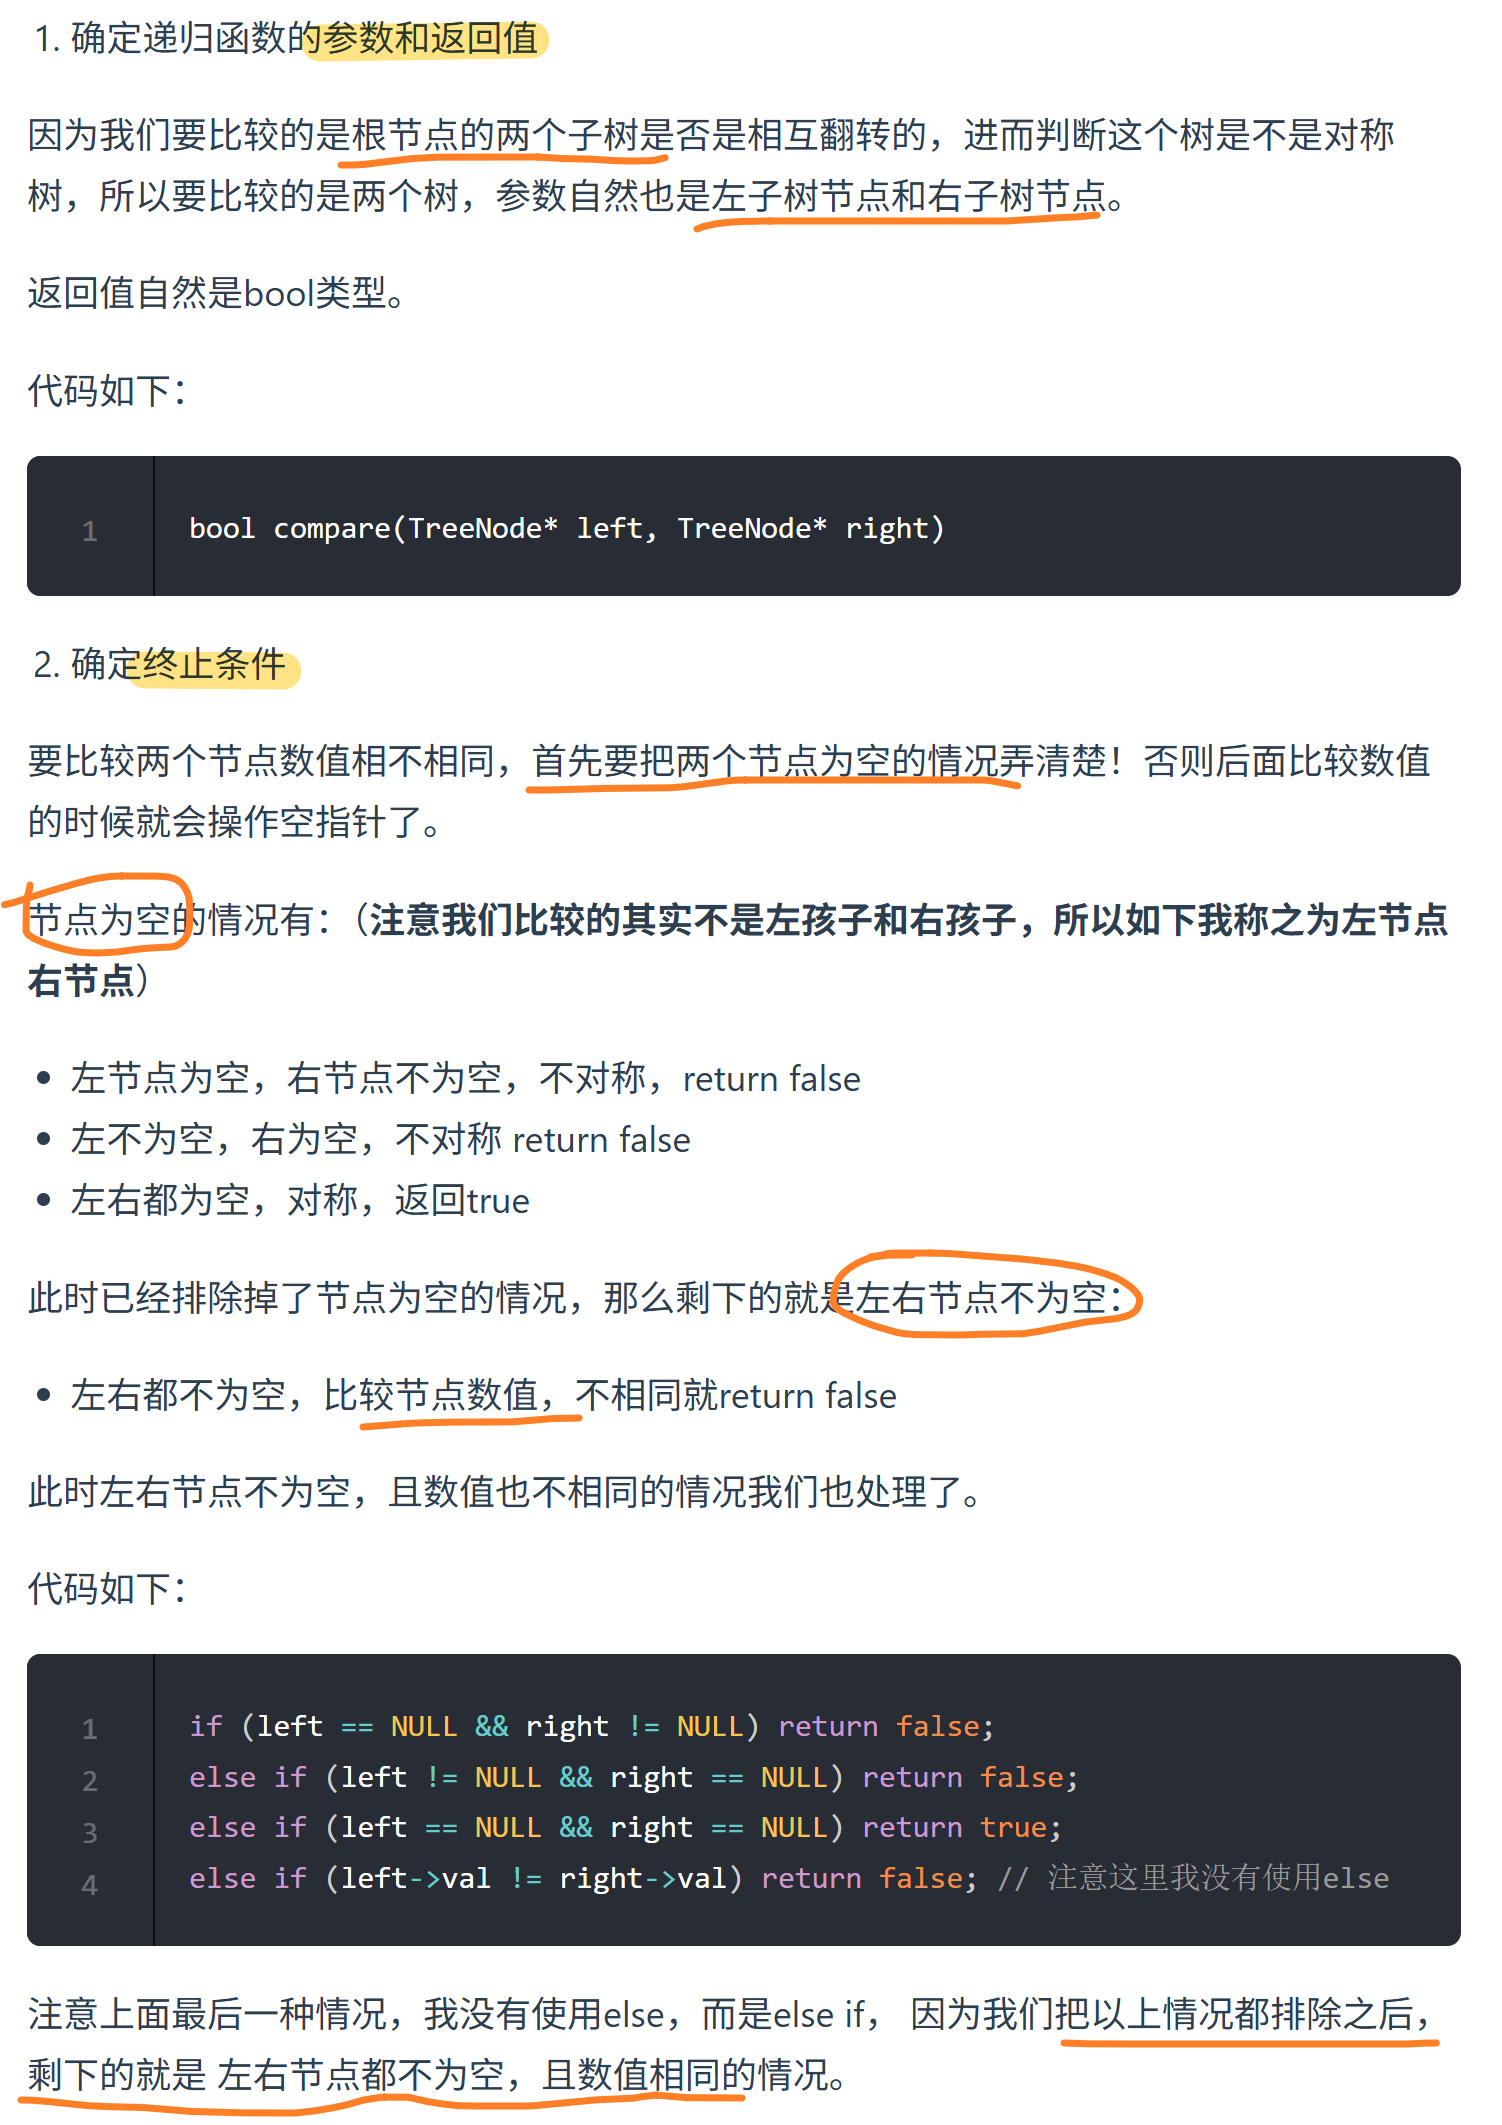 1. 确定递归函数的参数和返回值
因为我们要比较的是根节点的两个子树是否是相互翻转的，进而判断这个树是不是对称
树，所以要比较的是两个树，参数自然也是左子树节点和右子树节点。
返回值自然是bool类型。
代码如下：
1 bool compare(TreeNode* left, TreeNode* right)
2. 确定终止条件
要比较两个节点数值相不相同，首先要把两个节点为空的情况弄清楚！否则后面比较数值
的时候就会操作空指针了。
节点为空的情况有：（注意我们比较的其实不是左孩子和右孩子，所以如下我称之为左节点
右节点）
• 左节点为空，右节点不为空，不对称，return false
• 左不为空，右为空，不对称 return false
• 左右都为空，对称，返回true
此时已经排除掉了节点为空的情况，那么剩下的就是左右节点不为空：
• 左右都不为空，比较节点数值，不相同就return false
此时左右节点不为空，且数值也不相同的情况我们也处理了。
代码如下：
1 if (left == NULL && right != NULL) return false;
2 else if (left != NULL && right == NULL) return false;
3 else if (left == NULL && right == NULL) return true;
4 else if (left->val != right->val) return false; // 注意这里我没有使用else
注意上面最后一种情况，我没有使用else，而是else if， 因为我们把以上情况都排除之后，
剩下的就是 左右节点都不为空，且数值相同的情况。